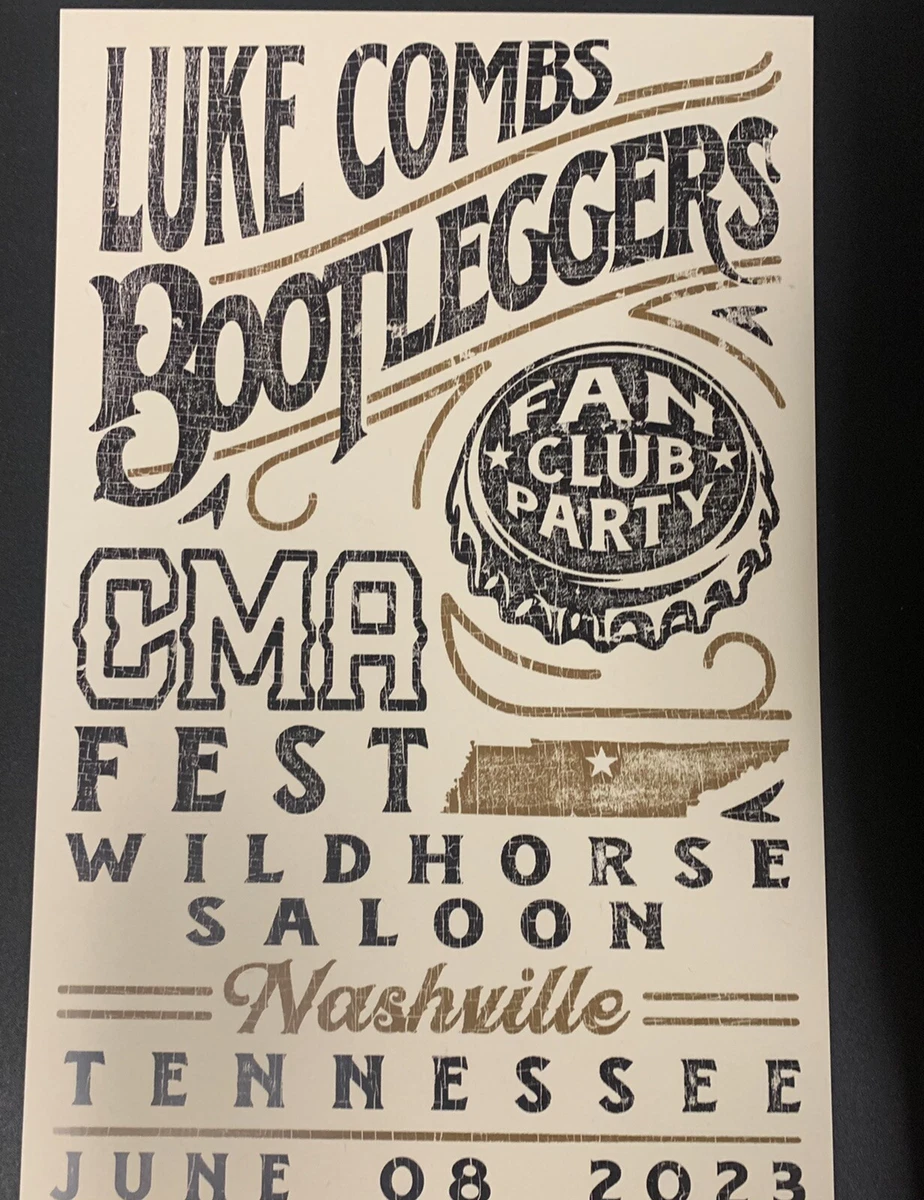 LUKE COMBS
BOOTLEGGERS
FAN
CLUB
PARTY
CMA
FEST
WILDHORSE
SALOON
Nashville
TENNESSEE
JUNE 08 2023